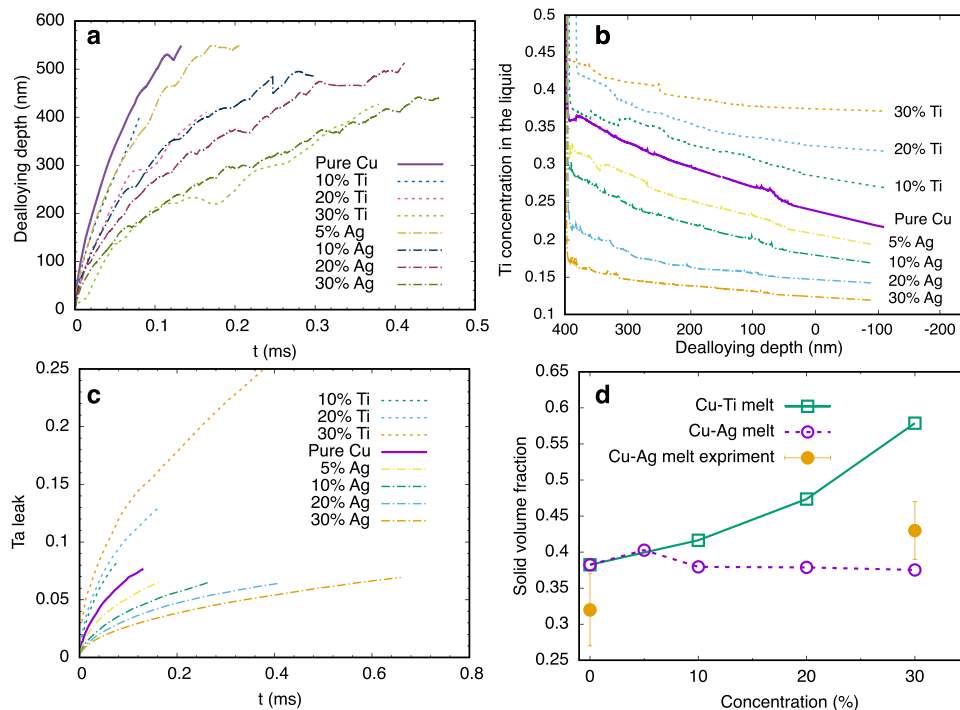 a
Dealloying depth (nm)
600
500
400
300
200
100
0
0
0.1
0.2
0.3
0.4
0.5
t (ms)
Pure Cu
10% Ti
20% Ti
30% Ti
5% Ag
10% Ag
20% Ag
30% Ag
b
Ti concentration in the liquid
0.5
0.45
0.4
0.35
0.3
0.25
0.2
0.15
0.1
400
300
200
100
0
-100
-200
Dealloying depth (nm)
30% Ti
20% Ti
10% Ti
Pure Cu
5% Ag
10% Ag
20% Ag
30% Ag
c
Ta leak
0.25
0.2
0.15
0.1
0.05
0
0
0.2
0.4
0.6
0.8
t (ms)
10% Ti
20% Ti
30% Ti
Pure Cu
5% Ag
10% Ag
20% Ag
30% Ag
d
Solid volume fraction
0.65
0.6
0.55
0.5
0.45
0.4
0.35
0.3
0.25
0
10
20
30
Concentration (%)
Cu-Ti melt
Cu-Ag melt
Cu-Ag melt expriment